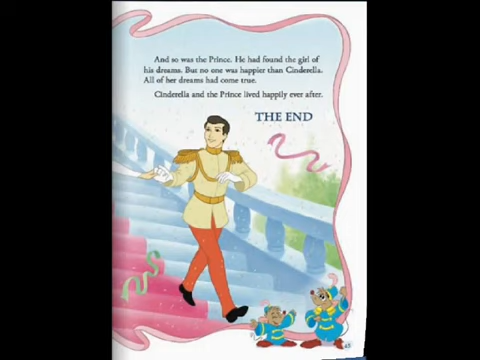 And so was the Prince. He had found the girl of
his dreams. But no one was happier than Cinderella.
All of her dreams had come true.
Cinderella and the Prince lived happily ever after.
THE END